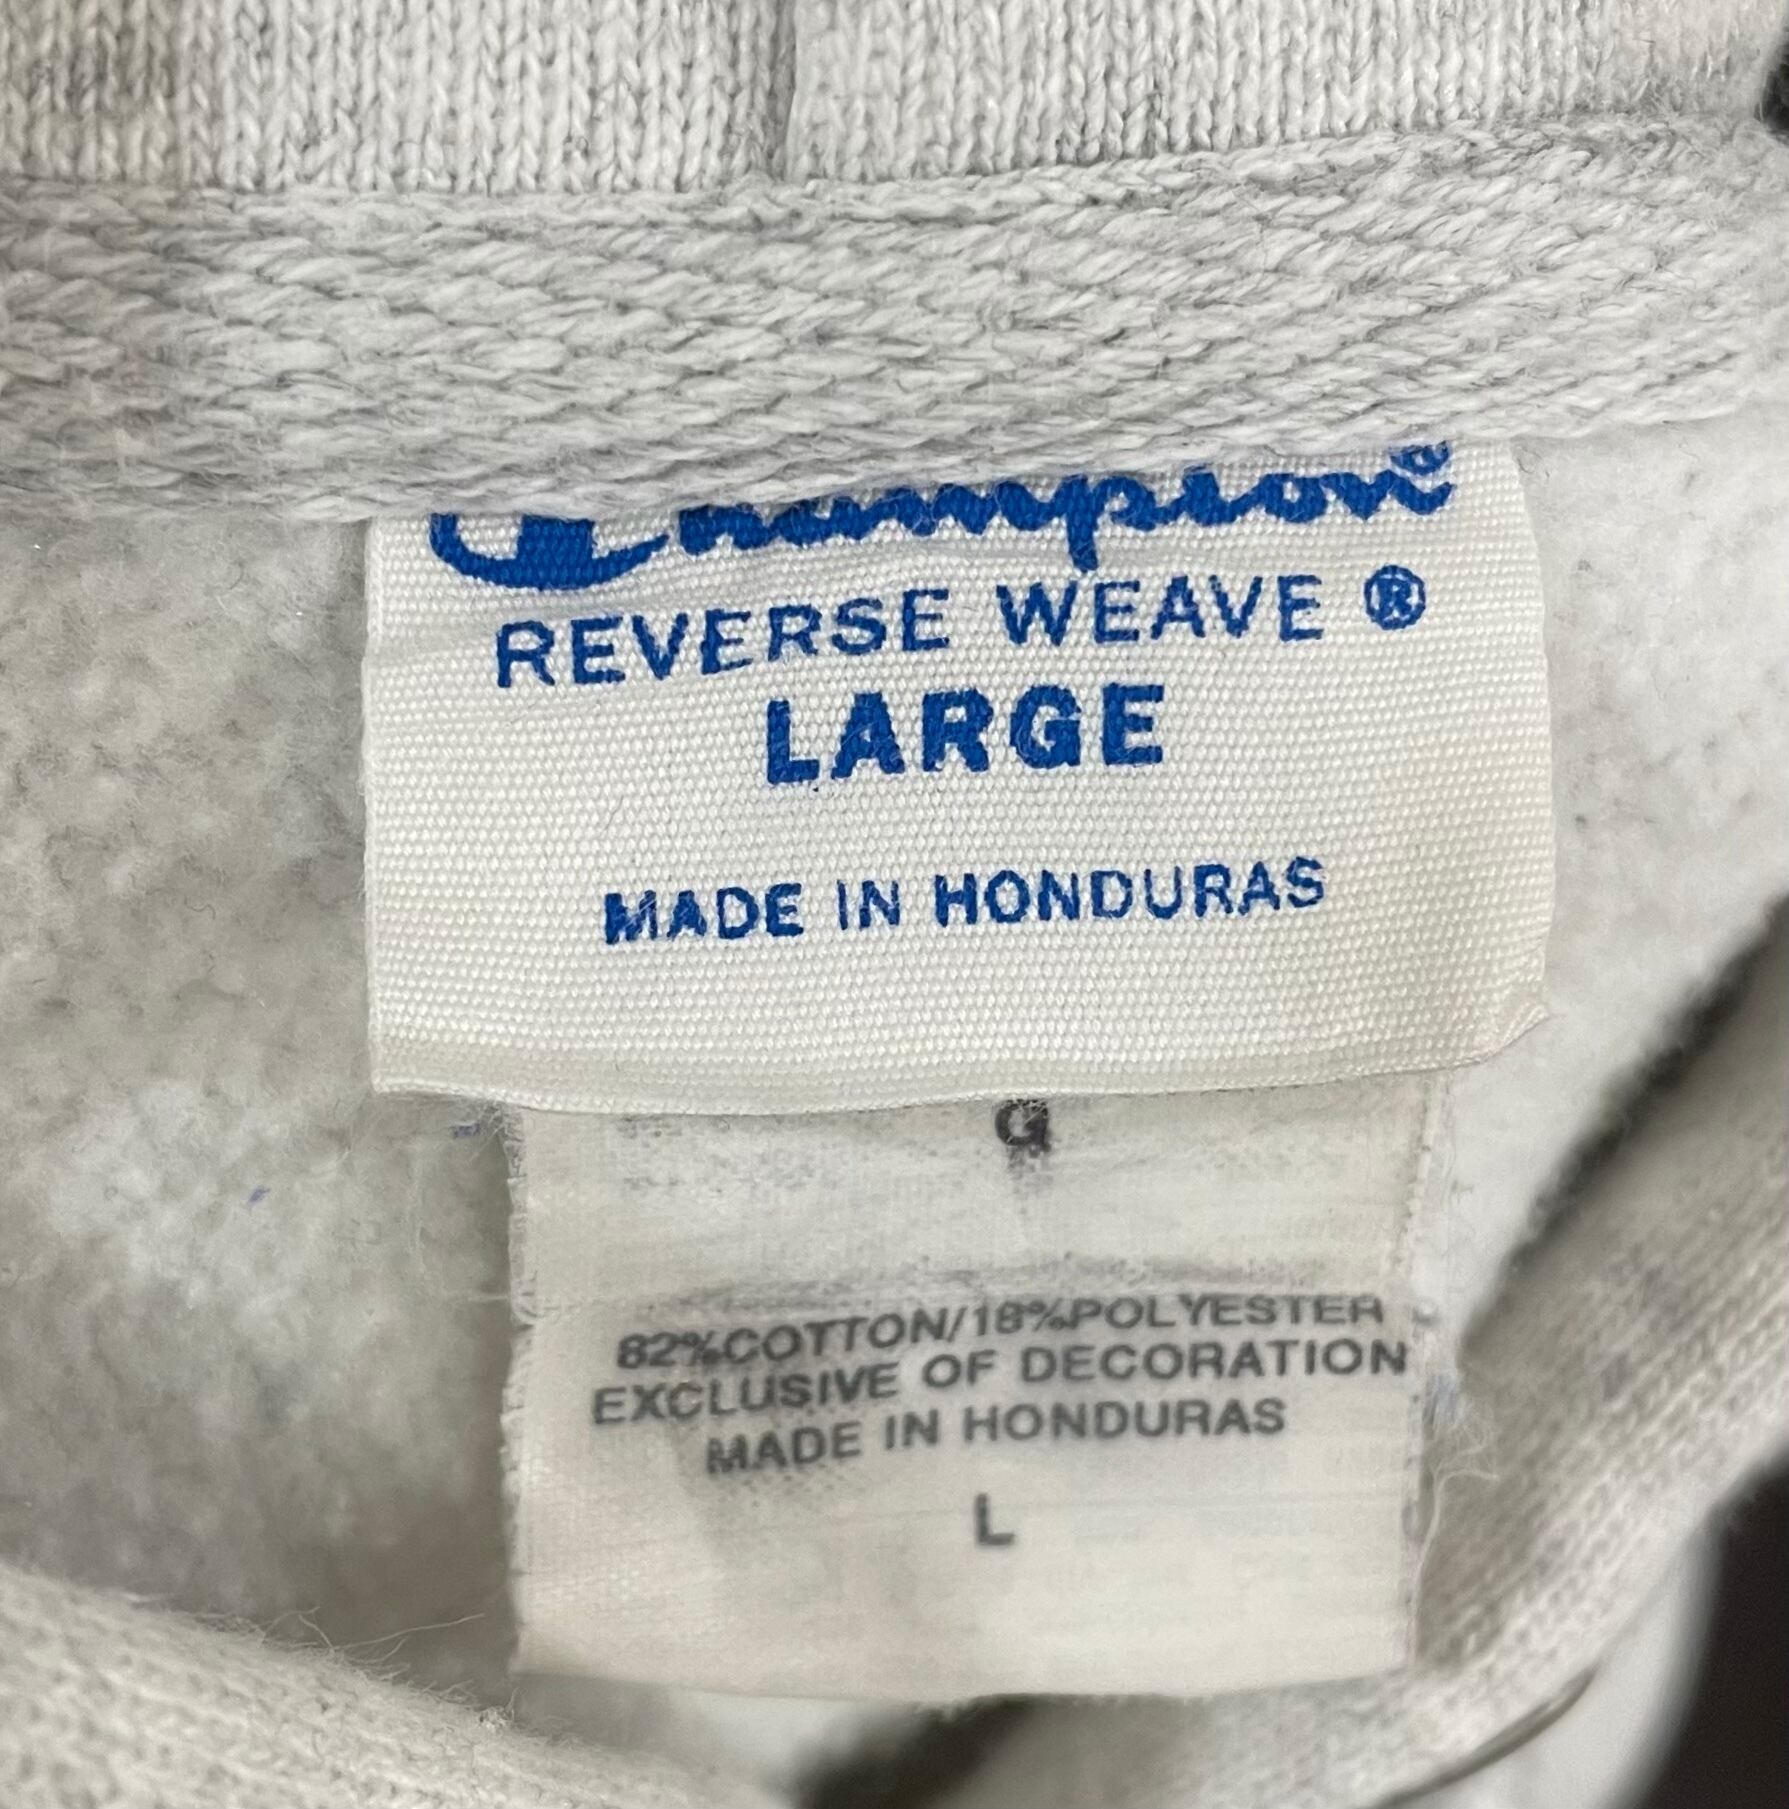 Champion®
REVERSE WEAVE ®
LARGE
MADE IN HONDURAS
G
82%COTTON/18%POLYESTER
EXCLUSIVE OF DECORATION
MADE IN HONDURAS
L